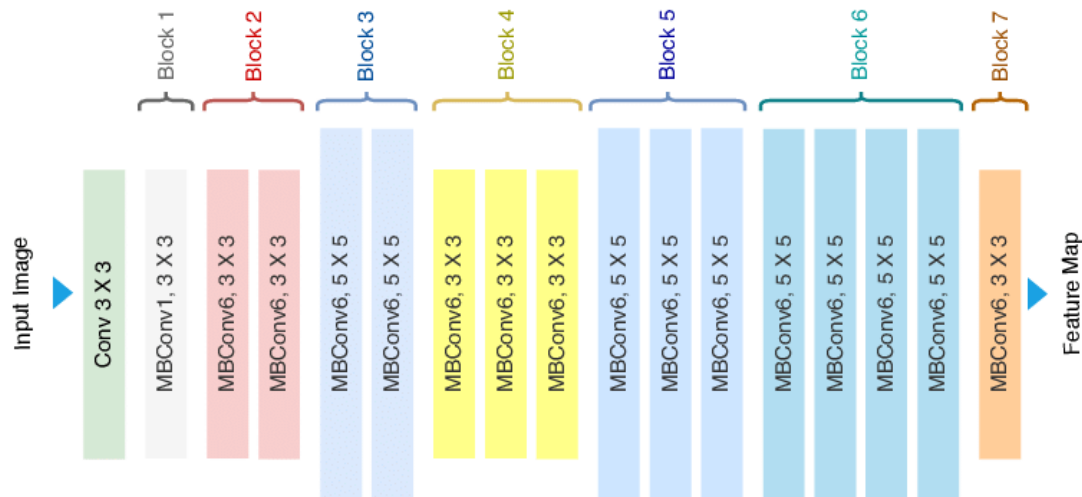 Input Image
Conv 3 X 3
Block 1
MBConv1, 3 X 3
Block 2
MBConv6, 3 X 3
MBConv6, 3 X 3
Block 3
MBConv6, 5 X 5
MBConv6, 5 X 5
Block 4
MBConv6, 3 X 3
MBConv6, 3 X 3
MBConv6, 3 X 3
Block 5
MBConv6, 5 X 5
MBConv6, 5 X 5
MBConv6, 5 X 5
Block 6
MBConv6, 5 X 5
MBConv6, 5 X 5
MBConv6, 5 X 5
MBConv6, 5 X 5
Block 7
MBConv6, 3 X 3
Feature Map